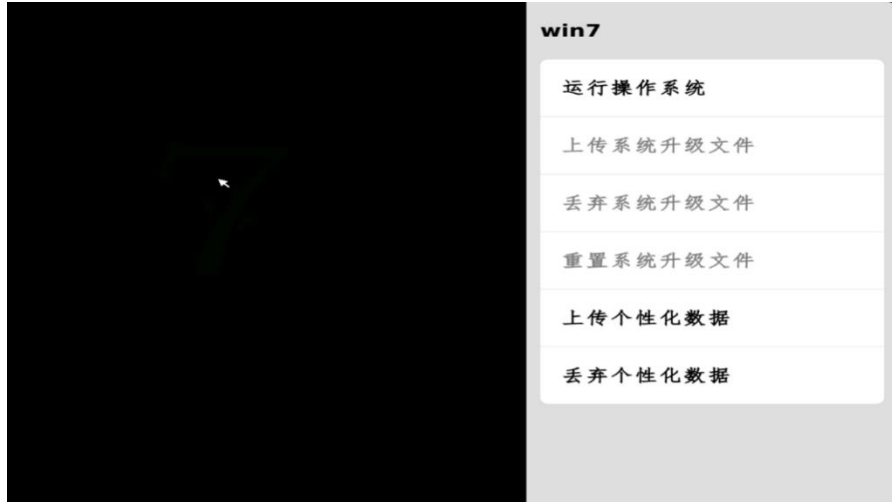 win7
运行操作系统
上传系统升级文件
丢弃系统升级文件
重置系统升级文件
上传个性化数据
丢弃个性化数据
7